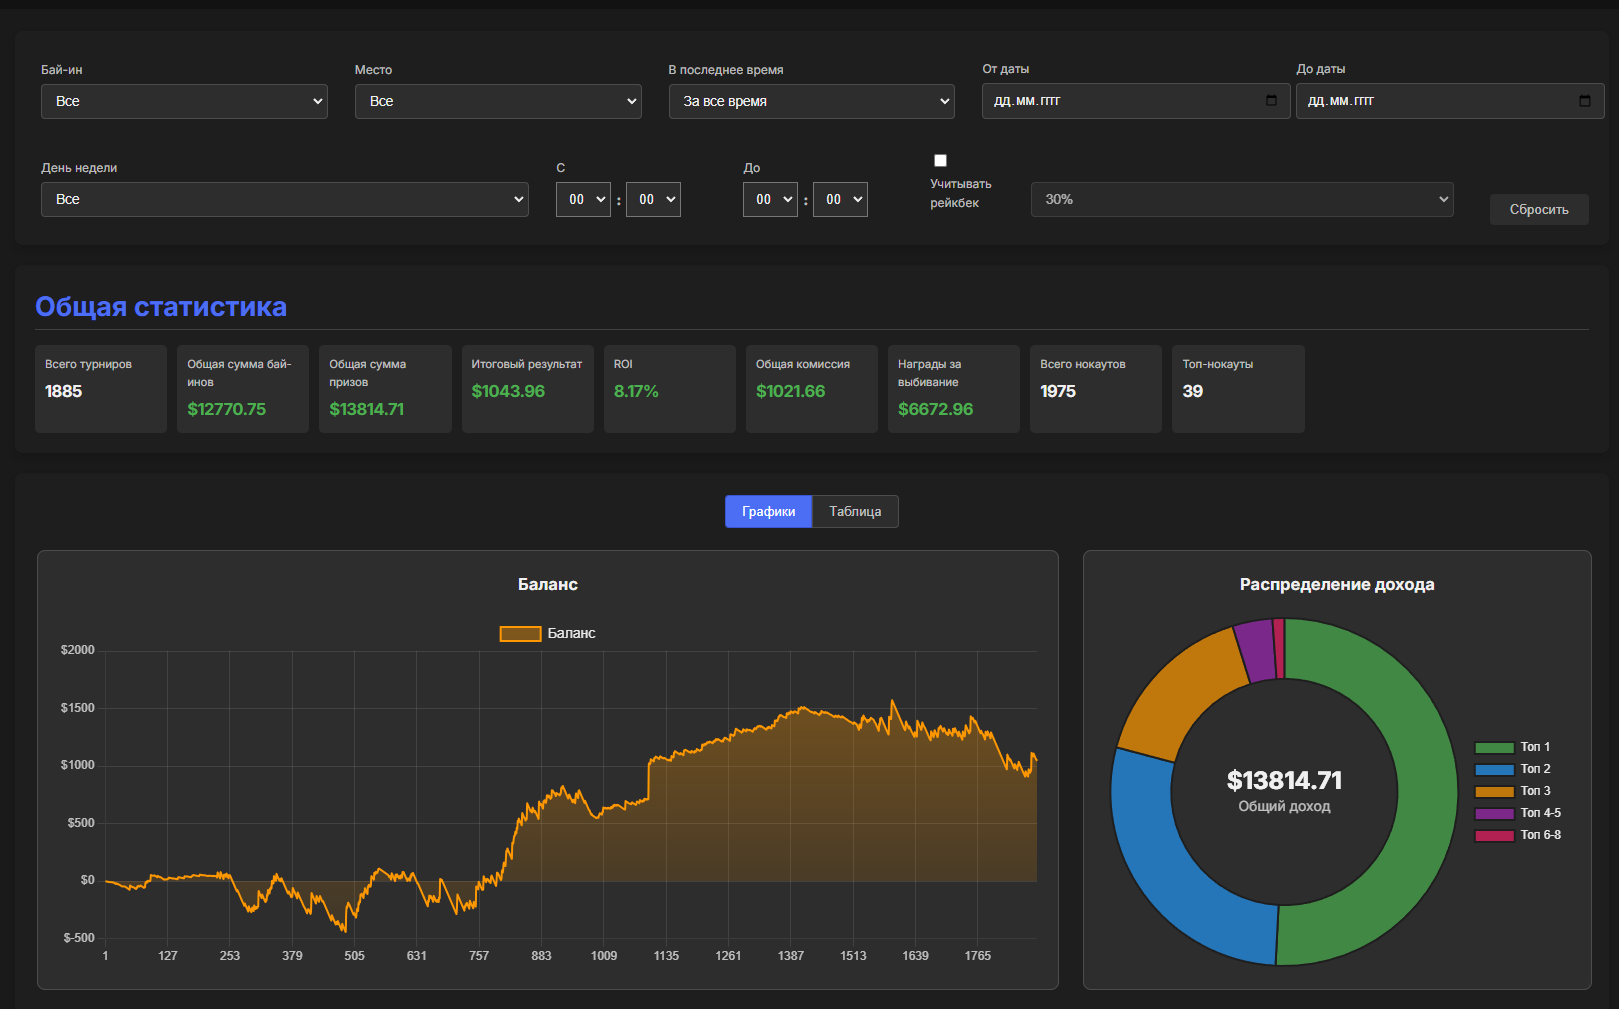 Бай-ин
Место
В последнее время
От даты
До даты
Все
Все
За все время
дд.мм.гггг
дд.мм.гггг
День недели
С
До
Учитывать
рейкбек
Все
00 : 00
00 : 00
30%
Сбросить
Общая статистика
Всего турниров
1885
Общая сумма бай-
инов
$12770.75
Общая сумма
призов
$13814.71
Итоговый результат
$1043.96
ROI
8.17%
Общая комиссия
$1021.66
Награды за
выбивание
$6672.96
Всего нокаутов
1975
Топ-нокауты
39
Графики
Таблица
Баланс
Баланс
$2000
$1500
$1000
$500
$0
$-500
1 127 253 379 505 631 757 883 1009 1135 1261 1387 1513 1639 1765
Распределение дохода
$13814.71
Общий доход
Топ 1
Топ 2
Топ 3
Топ 4-5
Топ 6-8